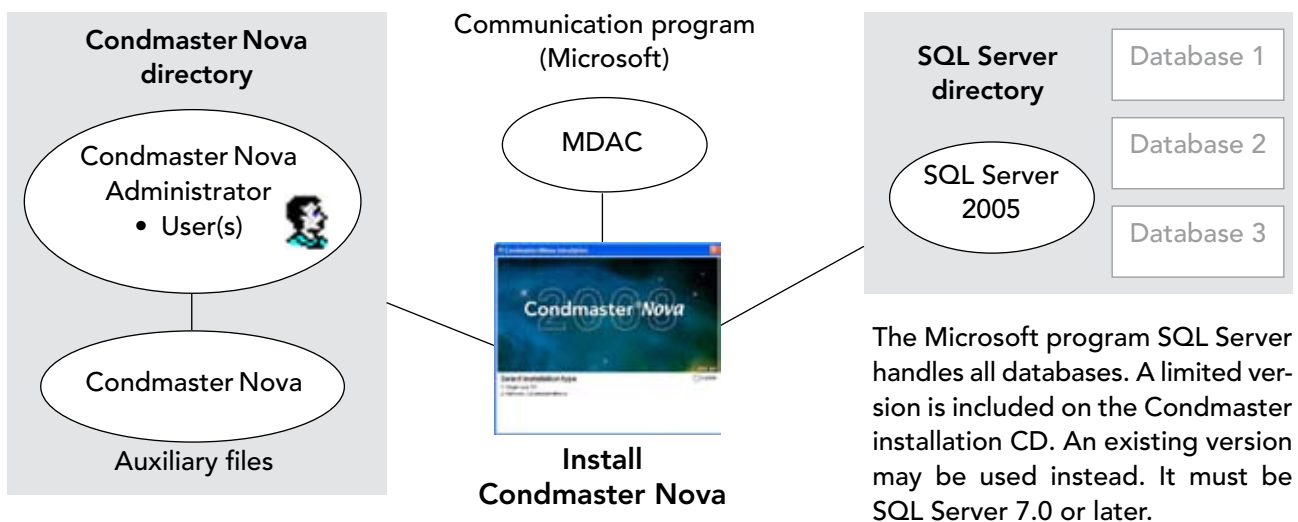 Condmaster Nova
directory
Condmaster Nova
Administrator
• User(s)
Condmaster Nova
Auxiliary files
Communication program
(Microsoft)
MDAC
Condmaster Nova
Select installation type
Install
Condmaster Nova
SQL Server
directory
SQL Server
2005
Database 1
Database 2
Database 3
The Microsoft program SQL Server
handles all databases. A limited ver-
sion is included on the Condmaster
installation CD. An existing version
may be used instead. It must be
SQL Server 7.0 or later.